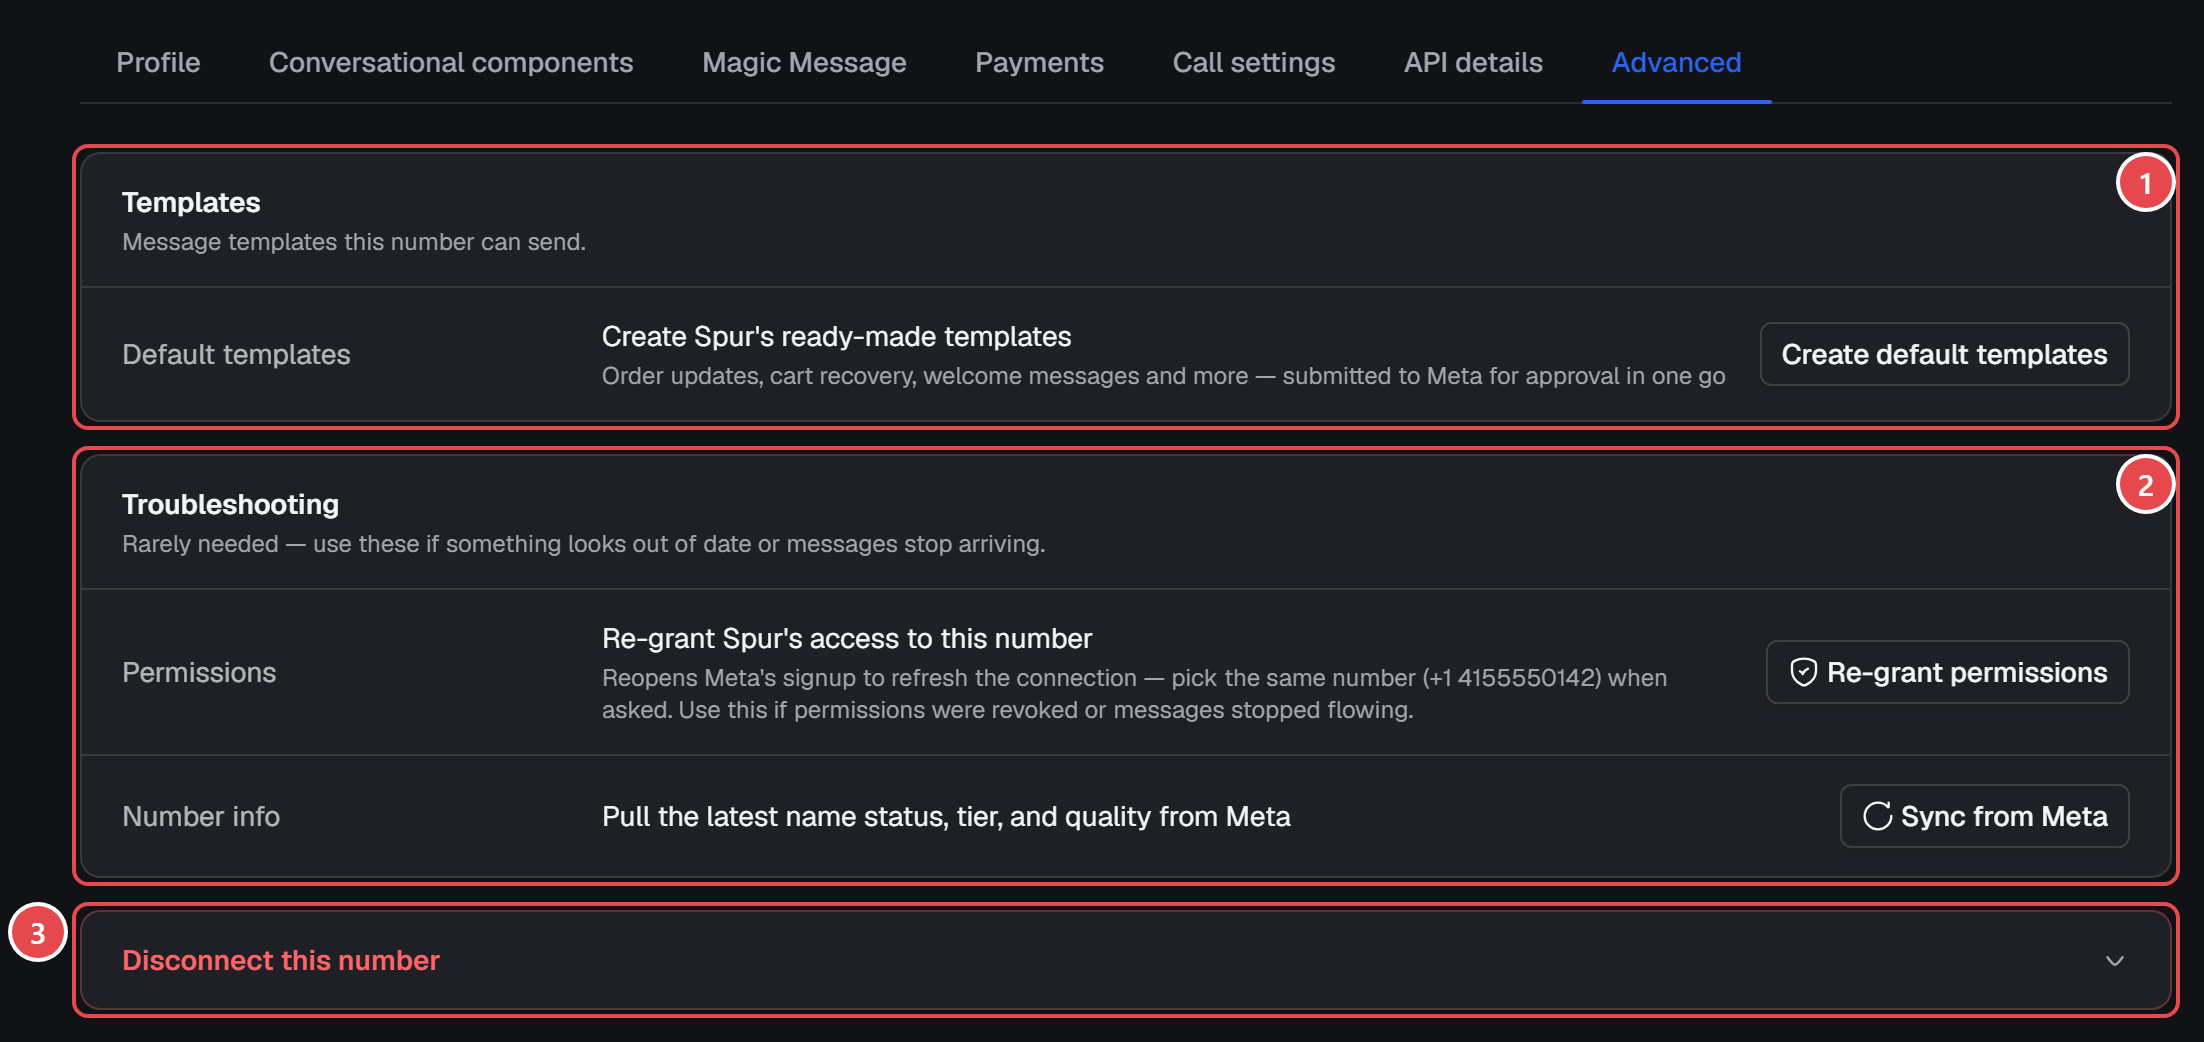 Profile
Conversational components
Magic Message
Payments
Call settings
API details
Advanced
1
Templates
Message templates this number can send.
Default templates
Create Spur's ready-made templates
Order updates, cart recovery, welcome messages and more — submitted to Meta for approval in one go
Create default templates
2
Troubleshooting
Rarely needed — use these if something looks out of date or messages stop arriving.
Permissions
Re-grant Spur's access to this number
Reopens Meta's signup to refresh the connection — pick the same number (+1 4155550142) when
asked. Use this if permissions were revoked or messages stopped flowing.
Re-grant permissions
Number info
Pull the latest name status, tier, and quality from Meta
Sync from Meta
3
Disconnect this number